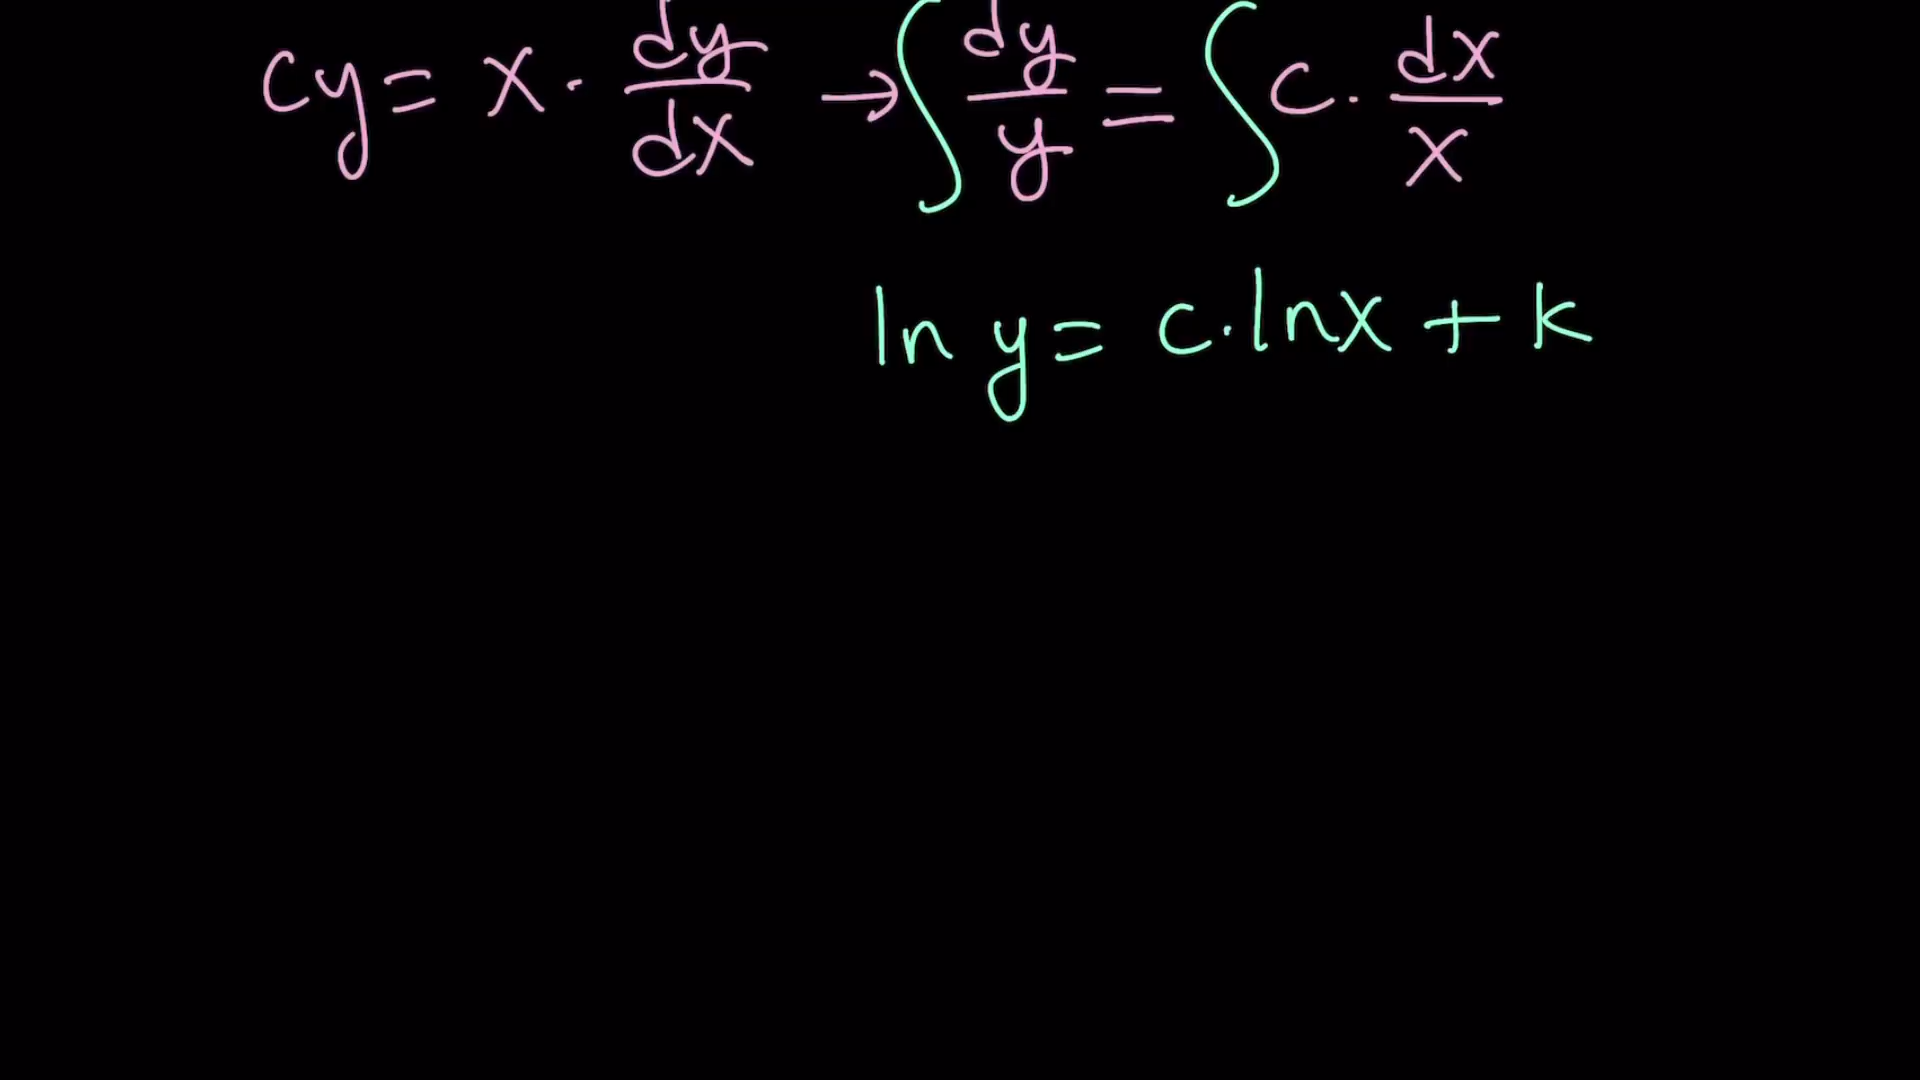 cy = x · dy/dx → ∫ dy/y = ∫ c · dx/x
ln y = c · ln x + k